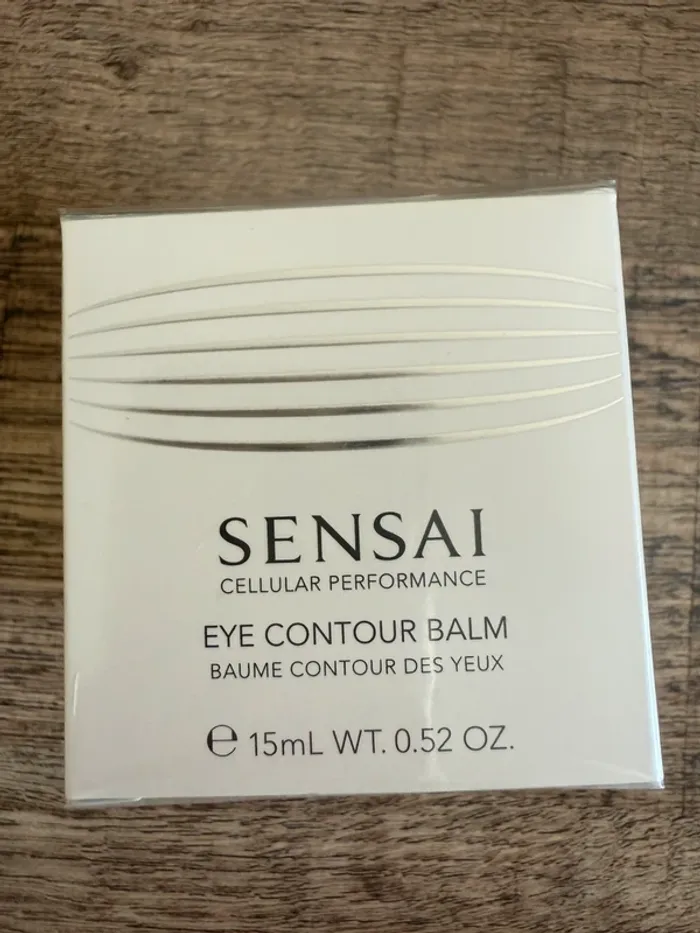 SENSAI
CELLULAR PERFORMANCE
EYE CONTOUR BALM
BAUME CONTOUR DES YEUX
℮ 15mL WT. 0.52 OZ.